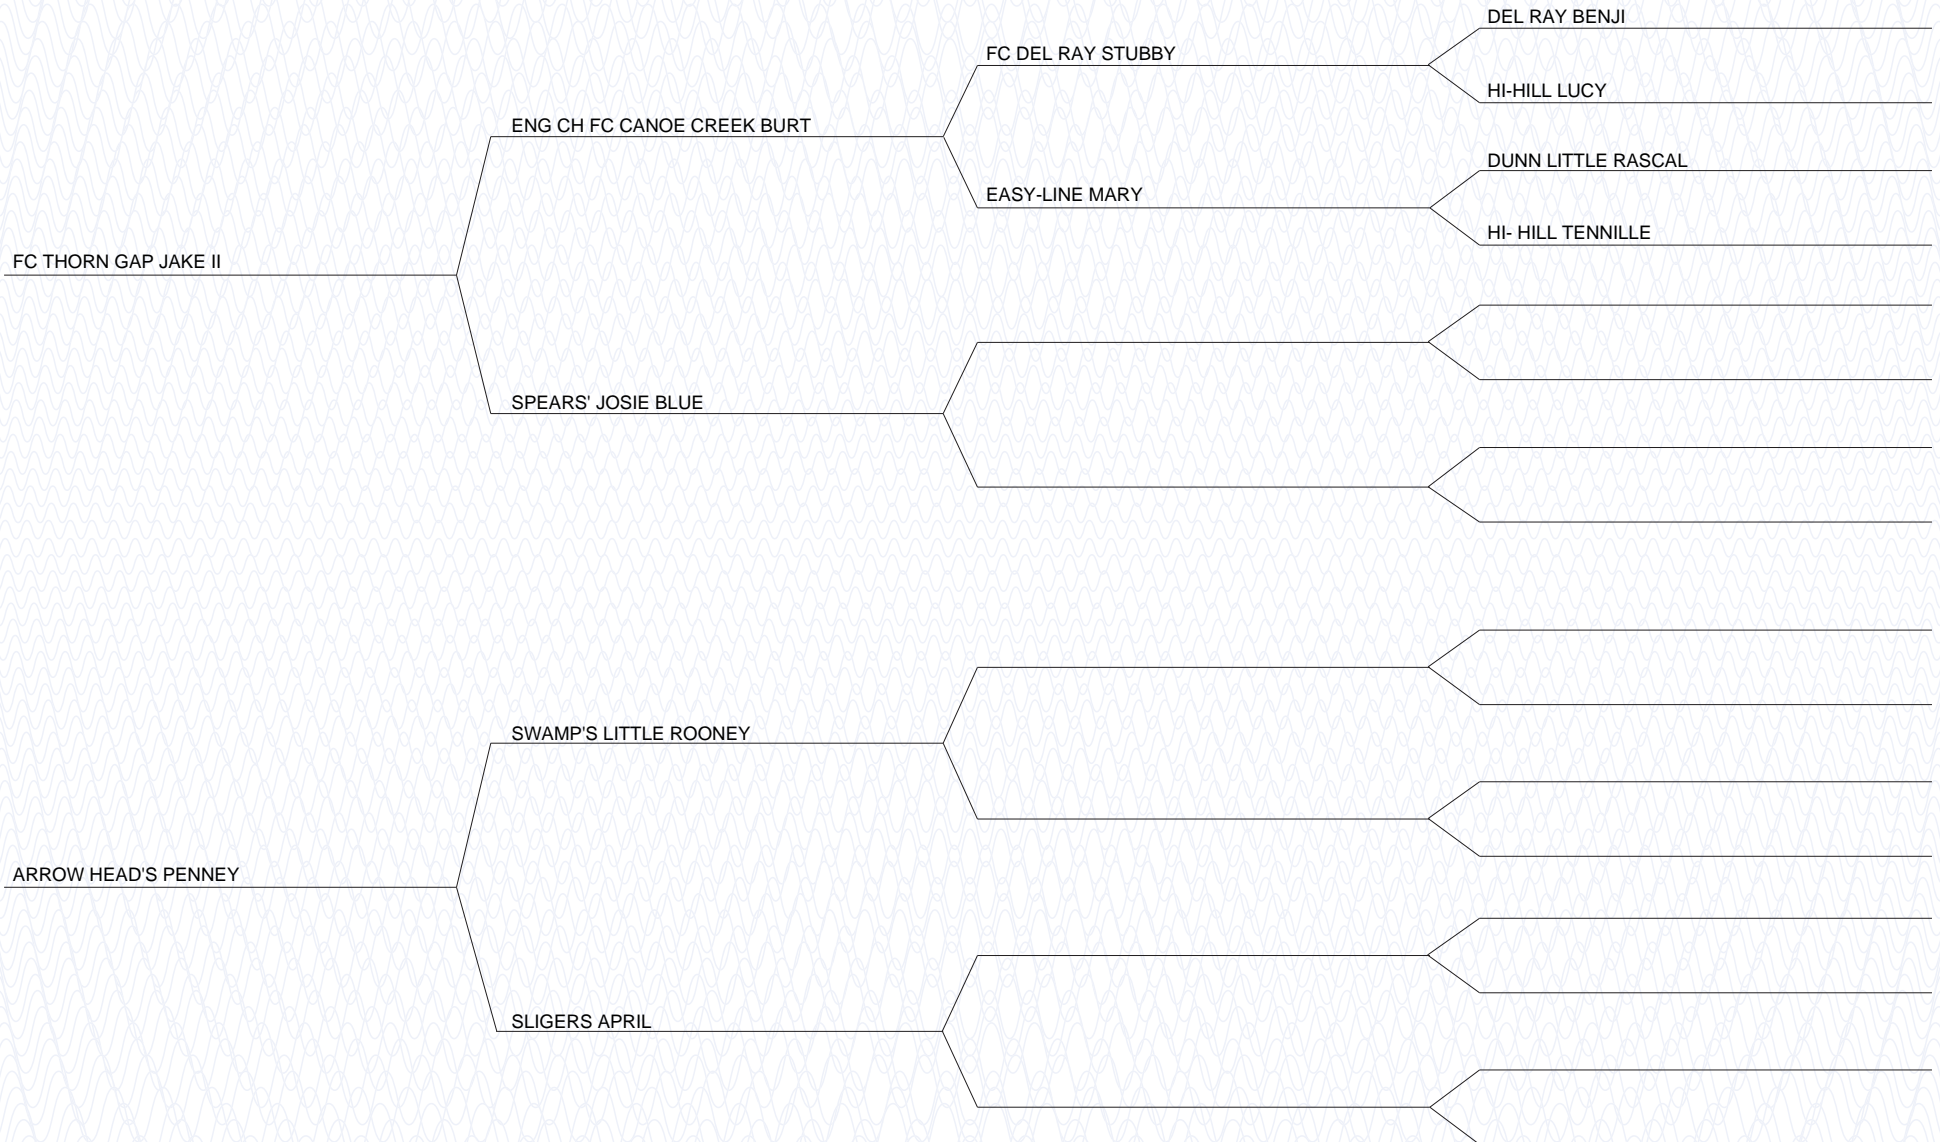 DEL RAY BENJI
FC DEL RAY STUBBY
HI-HILL LUCY
ENG CH FC CANOE CREEK BURT
DUNN LITTLE RASCAL
EASY-LINE MARY
HI- HILL TENNILLE
FC THORN GAP JAKE II
SPEARS' JOSIE BLUE
SWAMP'S LITTLE ROONEY
ARROW HEAD'S PENNEY
SLIGERS APRIL